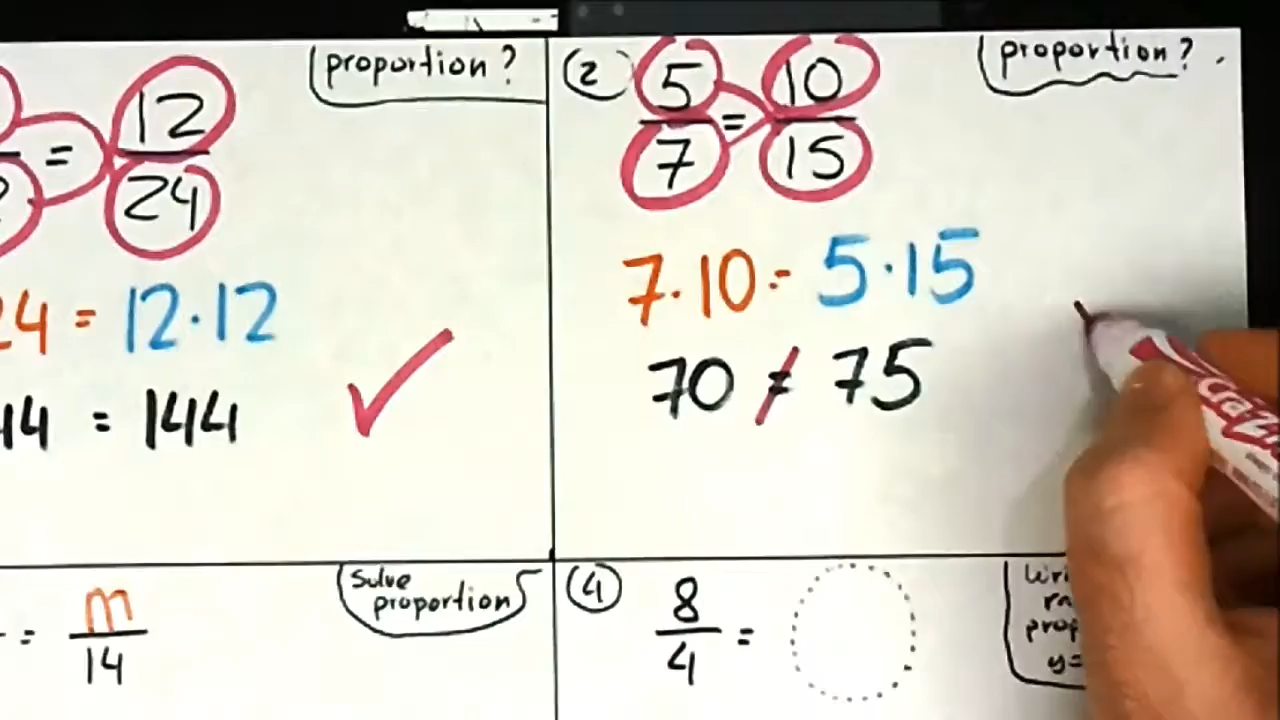 proportion?
= 12
24
24 = 12·12
44 = 144
(2) 5 = 10
7 15
proportion?
7·10 = 5·15
70 ≠ 75
= m
14
Solve
proportion
(4) 8 =
4
y=